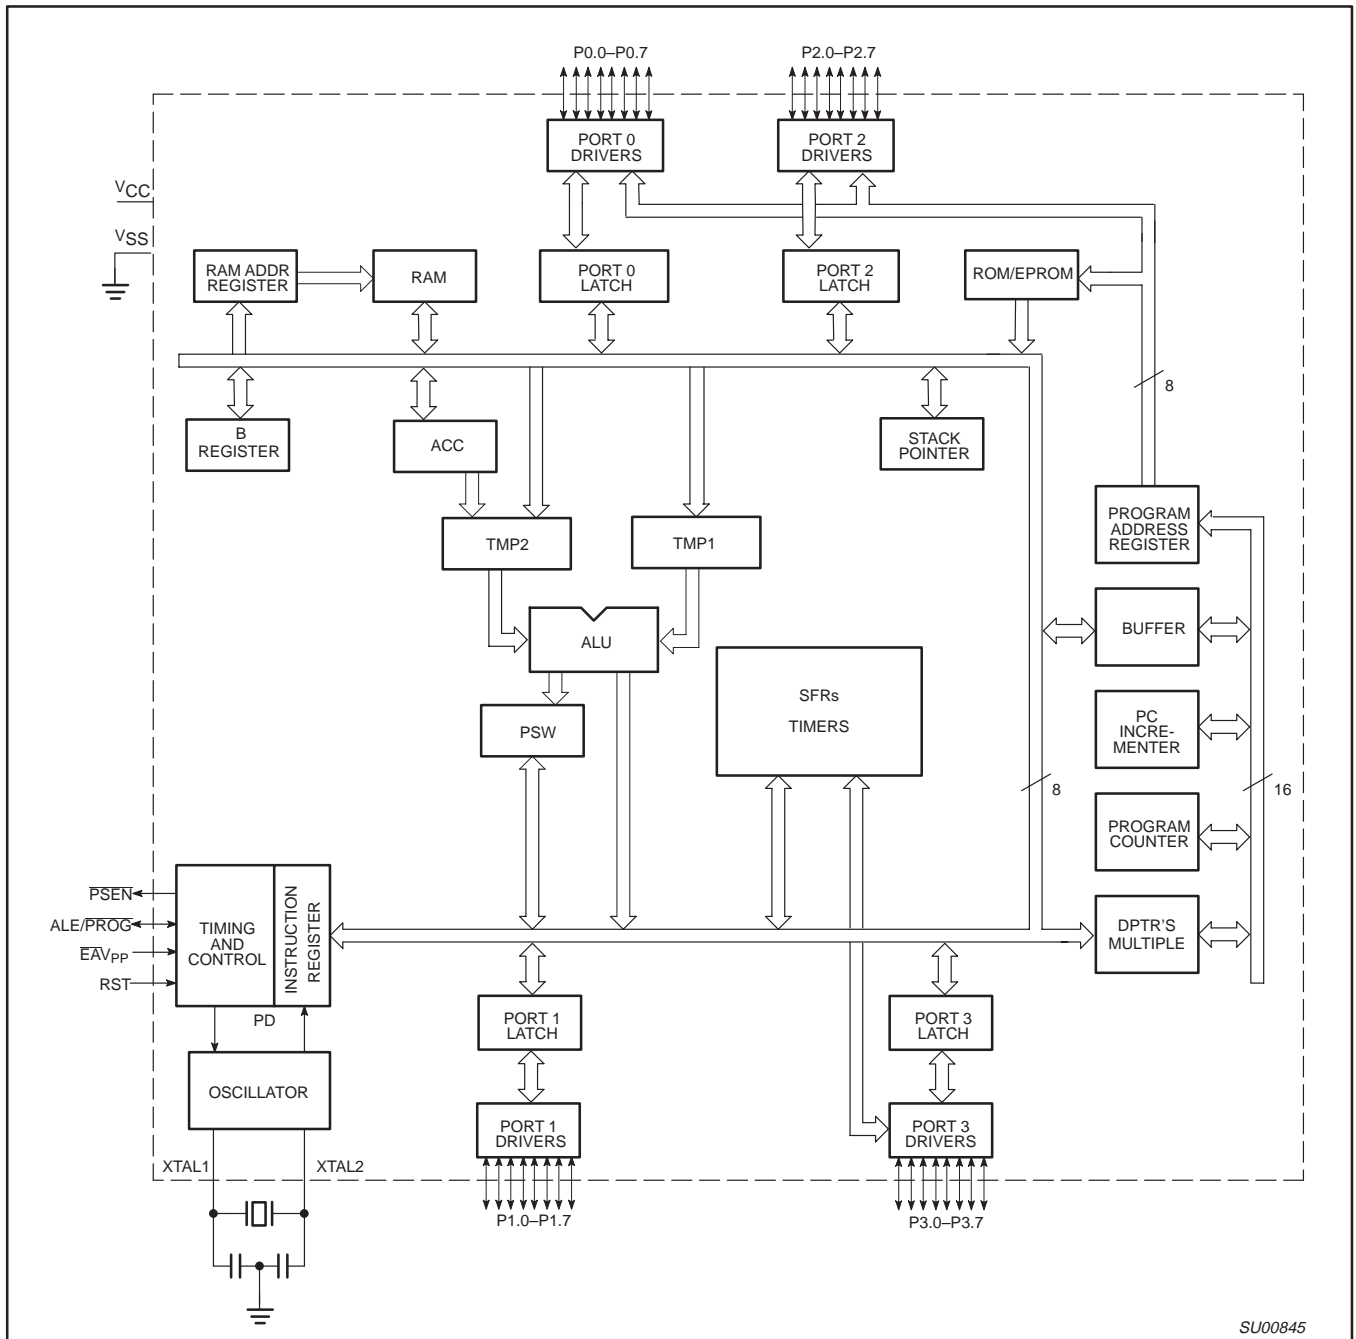 P0.0–P0.7
P2.0–P2.7
PORT 0
DRIVERS
PORT 2
DRIVERS
VCC
VSS
RAM ADDR
REGISTER
RAM
PORT 0
LATCH
PORT 2
LATCH
ROM/EPROM
8
B
REGISTER
ACC
STACK
POINTER
TMP2
TMP1
PROGRAM
ADDRESS
REGISTER
ALU
BUFFER
SFRs
TIMERS
PSW
PC
INCRE-
MENTER
8
16
PROGRAM
COUNTER
PSEN
ALE/PROG
EAVPP
RST
TIMING
AND
CONTROL
INSTRUCTION
REGISTER
DPTR'S
MULTIPLE
PD
PORT 1
LATCH
PORT 3
LATCH
OSCILLATOR
PORT 1
DRIVERS
PORT 3
DRIVERS
XTAL1
XTAL2
P1.0–P1.7
P3.0–P3.7
SU00845